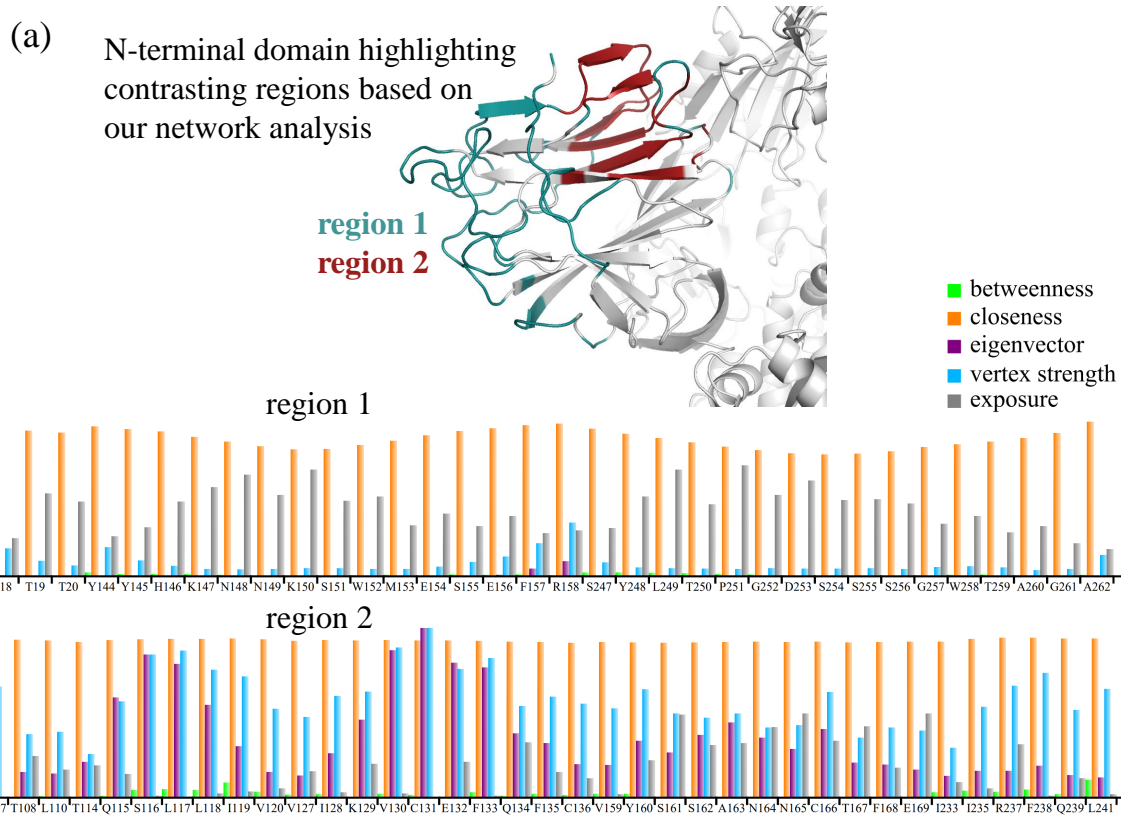 (a)
N-terminal domain highlighting
contrasting regions based on
our network analysis
region 1
region 2
betweenness
closeness
eigenvector
vertex strength
exposure
region 1
18 T19 T20 Y144 Y145 H146 K147 N148 N149 K150 S151 W152 M153 E154 S155 E156 F157 R158 S247 Y248 L249 T250 P251 G252 D253 S254 S255 S256 G257 W258 T259 A260 G261 A262
region 2
7 T108 L110 T114 Q115 S116 L117 L118 I119 V120 V127 I128 K129 V130 C131 E132 F133 Q134 F135 C136 V159 Y160 S161 S162 A163 N164 N165 C166 T167 F168 E169 I233 I235 R237 F238 Q239 L241